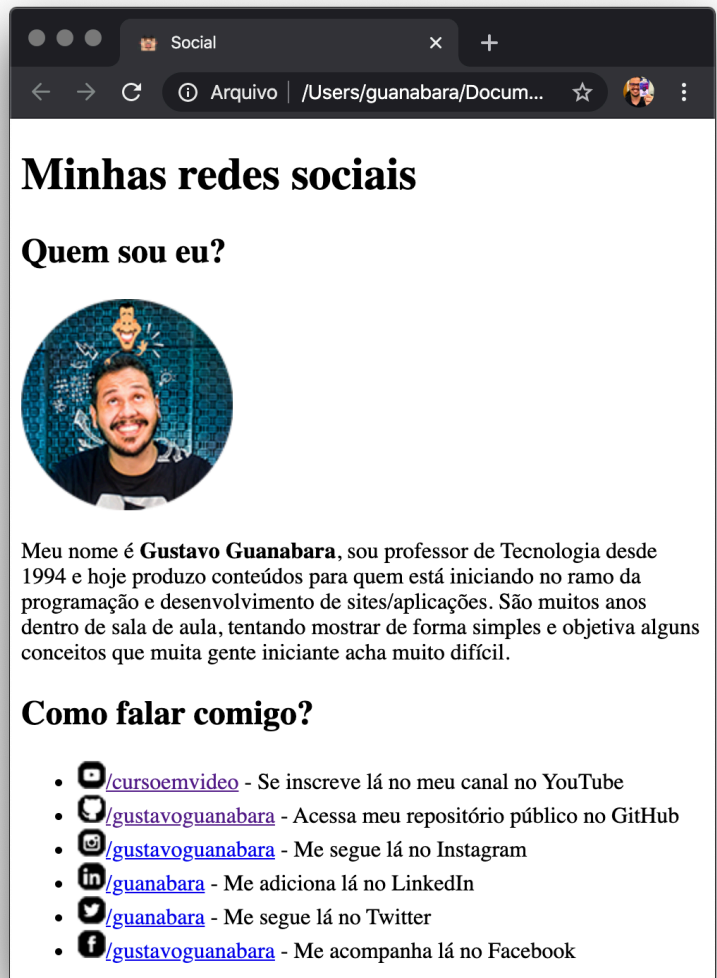 Social
Arquivo /Users/guanabara/Docum...
Minhas redes sociais
Quem sou eu?
Meu nome é Gustavo Guanabara, sou professor de Tecnologia desde
1994 e hoje produzo conteúdos para quem está iniciando no ramo da
programação e desenvolvimento de sites/aplicações. São muitos anos
dentro de sala de aula, tentando mostrar de forma simples e objetiva alguns
conceitos que muita gente iniciante acha muito difícil.
Como falar comigo?
/cursoemvideo - Se inscreve lá no meu canal no YouTube
/gustavoguanabara - Acessa meu repositório público no GitHub
/gustavoguanabara - Me segue lá no Instagram
/guanabara - Me adiciona lá no LinkedIn
/guanabara - Me segue lá no Twitter
/gustavoguanabara - Me acompanha lá no Facebook